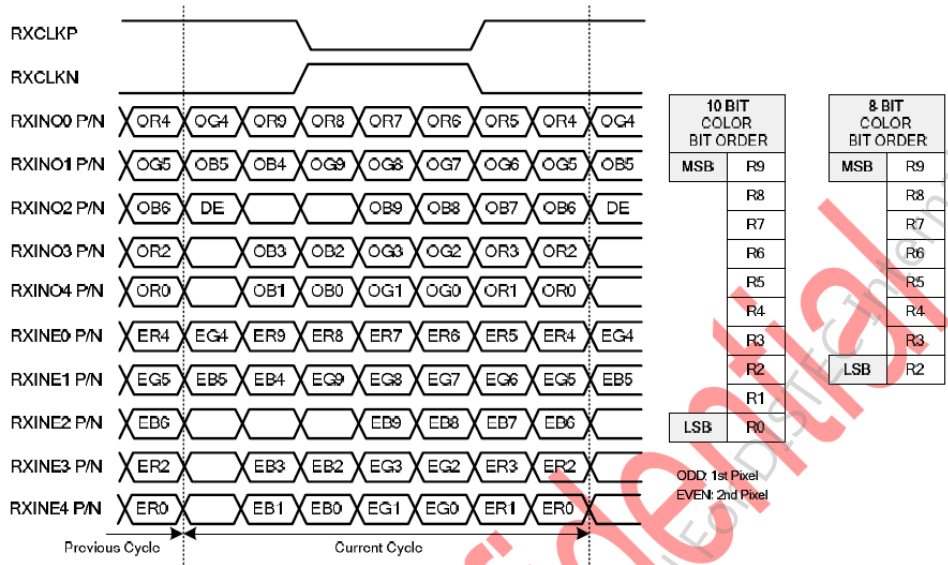 RXCLKP
RXCLKN
RXINO0 P/N OR4 OG4 OR9 OR8 OR7 OR6 OR5 OR4 OG4
RXINO1 P/N OG5 OB5 OB4 OG9 OG8 OG7 OG6 OG5 OB5
RXINO2 P/N OB6 DE OB9 OB8 OB7 OB6 DE
RXINO3 P/N OR2 OB3 OB2 OG3 OG2 OR3 OR2
RXINO4 P/N OR0 OB1 OB0 OG1 OG0 OR1 OR0
RXINE0 P/N ER4 EG4 ER9 ER8 ER7 ER6 ER5 ER4 EG4
RXINE1 P/N EG5 EB5 EB4 EG9 EG8 EG7 EG6 EG5 EB5
RXINE2 P/N EB6 EB9 EB8 EB7 EB6
RXINE3 P/N ER2 EB3 EB2 EG3 EG2 ER3 ER2
RXINE4 P/N ER0 EB1 EB0 EG1 EG0 ER1 ER0
Previous Cycle Current Cycle
10 BIT
COLOR
BIT ORDER
MSB R9
R8
R7
R6
R5
R4
R3
R2
R1
LSB R0
8 BIT
COLOR
BIT ORDER
MSB R9
R8
R7
R6
R5
R4
R3
LSB R2
ODD: 1st Pixel
EVEN: 2nd Pixel
For DISTEC